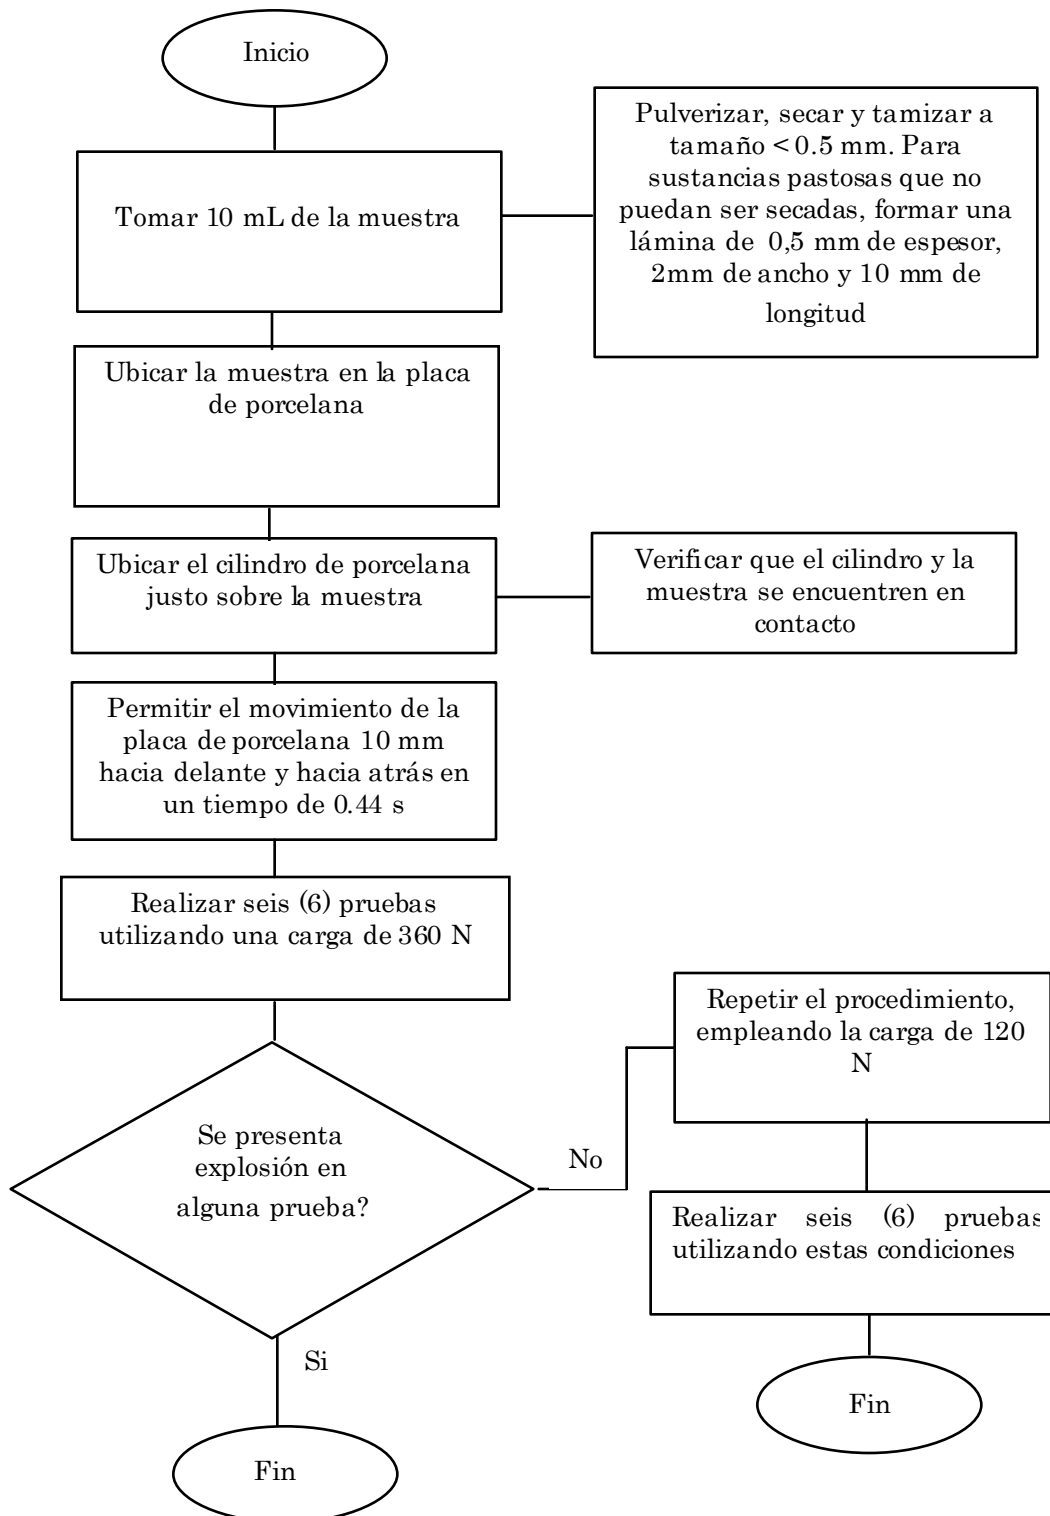 Inicio
Tomar 10 mL de la muestra
Pulverizar, secar y tamizar a
tamaño < 0.5 mm. Para
sustancias pastosas que no
puedan ser secadas, formar una
lámina de 0,5 mm de espesor,
2mm de ancho y 10 mm de
longitud
Ubicar la muestra en la placa
de porcelana
Ubicar el cilindro de porcelana
justo sobre la muestra
Verificar que el cilindro y la
muestra se encuentren en
contacto
Permitir el movimiento de la
placa de porcelana 10 mm
hacia delante y hacia atrás en
un tiempo de 0.44 s
Realizar seis (6) pruebas
utilizando una carga de 360 N
Se presenta
explosión en
alguna prueba?
No
Repetir el procedimiento,
empleando la carga de 120
N
Realizar seis (6) pruebas
utilizando estas condiciones
Si
Fin
Fin